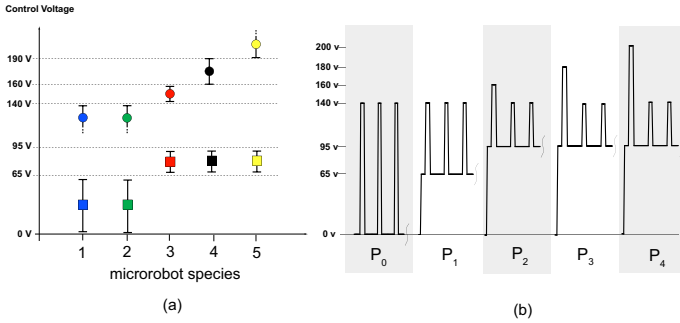 Control Voltage
190 V
160 V
140 V
95 V
65 V
0 V
1 2 3 4 5
microrobot species
(a)
200 v
180 v
160 v
140 v
95 v
65 v
0 v
P0 P1 P2 P3 P4
(b)